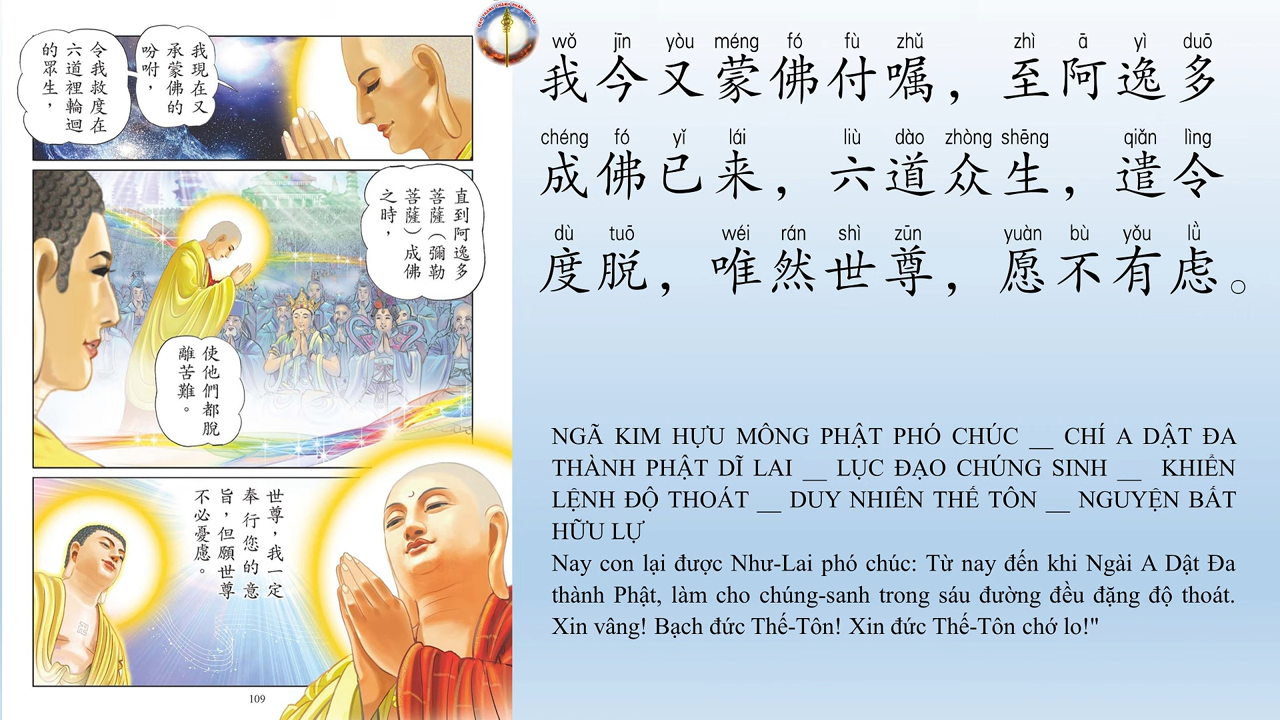 我現在又
承蒙佛的
吩咐，
令我救度在
六道裡輪迴
的眾生，
直到阿逸多
菩薩（彌勒
菩薩）成佛
之時，
使他們都脫
離苦難。
世尊，我一定
奉行您的意
旨，但願世尊
不必憂慮。
109
wǒ jīn yòu méng fó fù zhǔ zhì ā yì duō
我今又蒙佛付嘱，至阿逸多
chéng fó yǐ lái liù dào zhòng shēng qiǎn lìng
成佛已来，六道众生，遣令
dù tuō wéi rán shì zūn yuàn bù yǒu lǜ
度脱，唯然世尊，愿不有虑。
NGÃ KIM HỰU MÔNG PHẬT PHÓ CHÚC __ CHÍ A DẬT ĐA
THÀNH PHẬT DĨ LAI __ LỤC ĐẠO CHÚNG SINH __ KHIỂN
LỆNH ĐỘ THOÁT __ DUY NHIÊN THẾ TÔN __ NGUYỆN BẤT
HỮU LỰ
Nay con lại được Như-Lai phó chúc: Từ nay đến khi Ngài A Dật Đa
thành Phật, làm cho chúng-sanh trong sáu đường đều đặng độ thoát.
Xin vâng! Bạch đức Thế-Tôn! Xin đức Thế-Tôn chớ lo!"